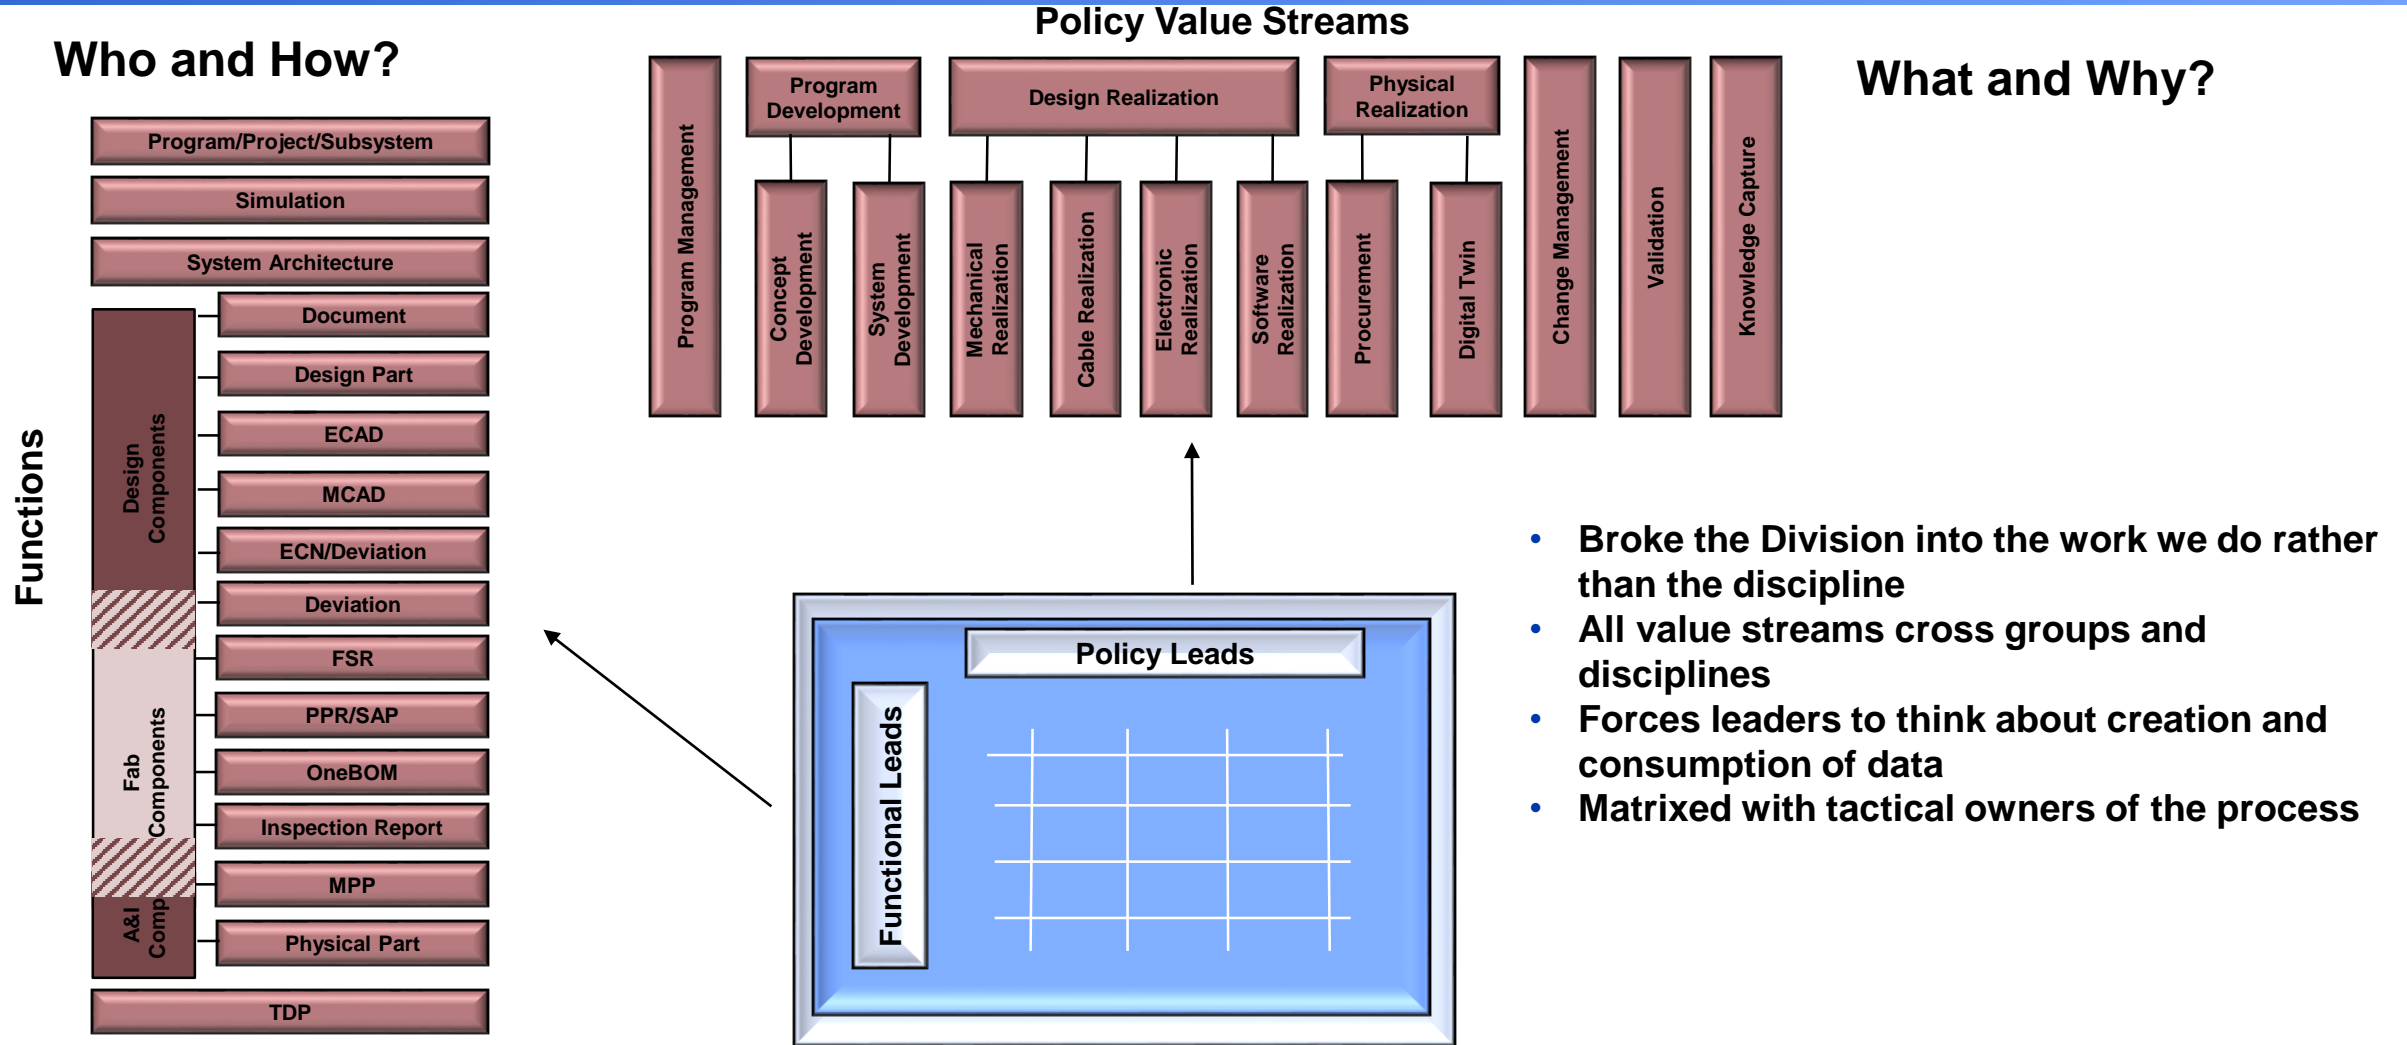 Policy Value Streams
Who and How?
What and Why?
Program Management
Program
Development
Concept
Development
System
Development
Design Realization
Mechanical
Realization
Cable Realization
Electronic
Realization
Software
Realization
Physical
Realization
Procurement
Digital Twin
Change Management
Validation
Knowledge Capture
Functions
Program/Project/Subsystem
Simulation
System Architecture
Design
Components
Document
Design Part
ECAD
MCAD
ECN/Deviation
Deviation
Fab
Components
FSR
PPR/SAP
OneBOM
Inspection Report
A&I
Comp
MPP
Physical Part
TDP
Policy Leads
Functional Leads
• Broke the Division into the work we do rather
than the discipline
• All value streams cross groups and
disciplines
• Forces leaders to think about creation and
consumption of data
• Matrixed with tactical owners of the process